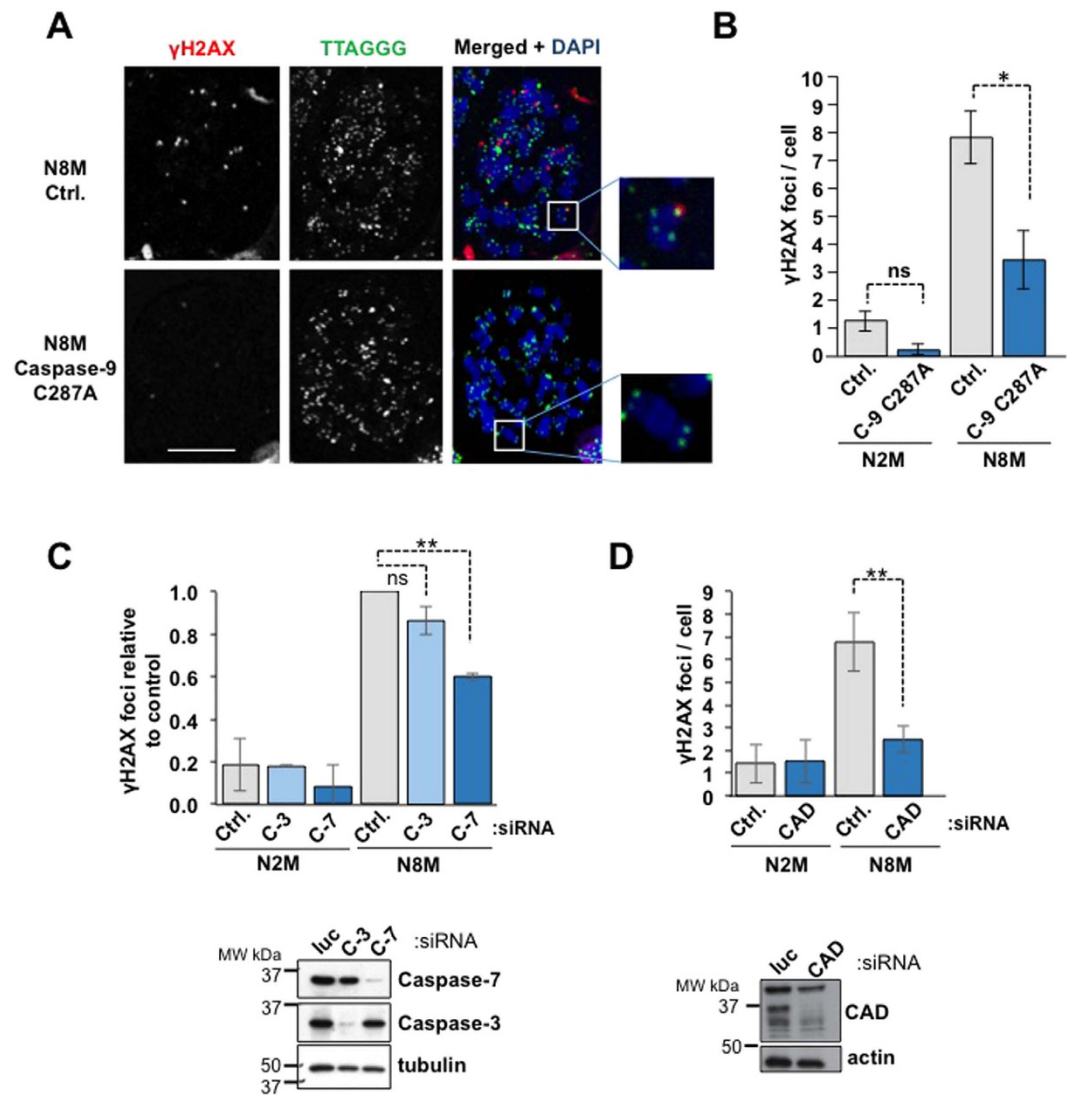 A
γH2AX
TTAGGG
Merged + DAPI
N8M
Ctrl.
N8M
Caspase-9
C287A
B
γH2AX foci / cell
10
9
8
7
6
5
4
3
2
1
0
ns
*
Ctrl.
C-9 C287A
Ctrl.
C-9 C287A
N2M
N8M
C
γH2AX foci relative
to control
1.0
0.8
0.6
0.4
0.2
0.0
**
ns
Ctrl.
C-3
C-7
Ctrl.
C-3
C-7
:siRNA
N2M
N8M
luc
C-3
C-7
:siRNA
MW kDa
37
Caspase-7
37
Caspase-3
50
tubulin
37
D
γH2AX foci / cell
9
8
7
6
5
4
3
2
1
0
**
Ctrl.
CAD
Ctrl.
CAD
:siRNA
N2M
N8M
luc
CAD
:siRNA
MW kDa
37
CAD
50
actin